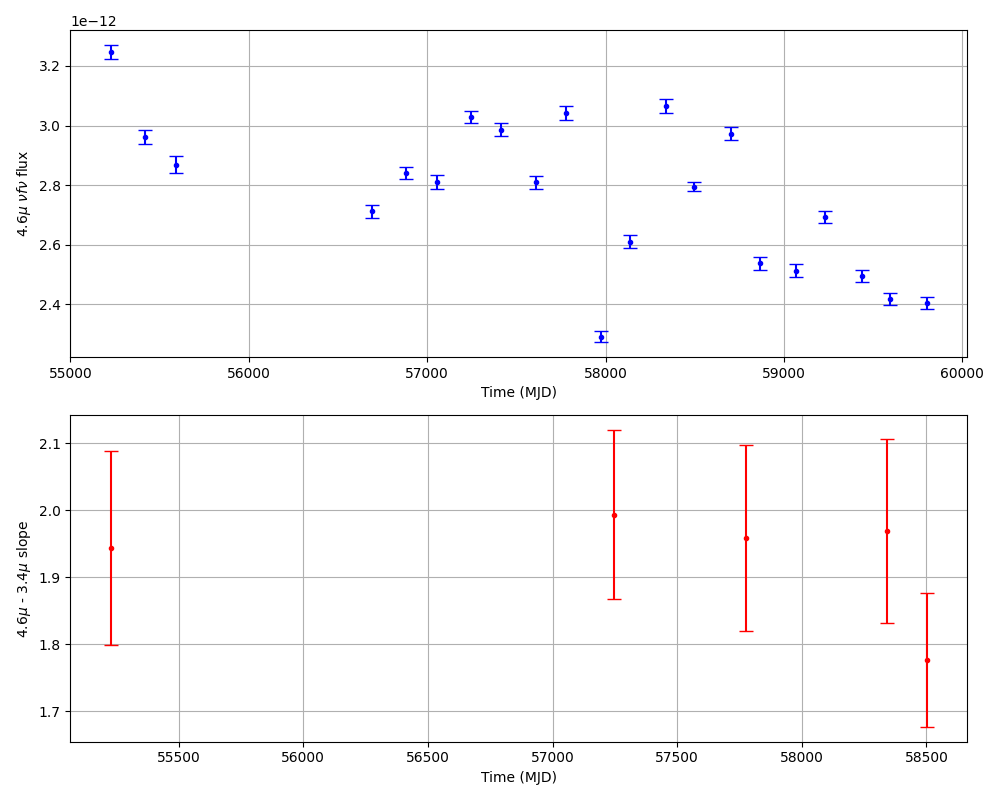 1e−12
3.2
3.0
2.8
2.6
2.4
4.6μ νfν flux
55000 56000 57000 58000 59000 60000
Time (MJD)
2.1
2.0
1.9
1.8
1.7
4.6μ - 3.4μ slope
55500 56000 56500 57000 57500 58000 58500
Time (MJD)